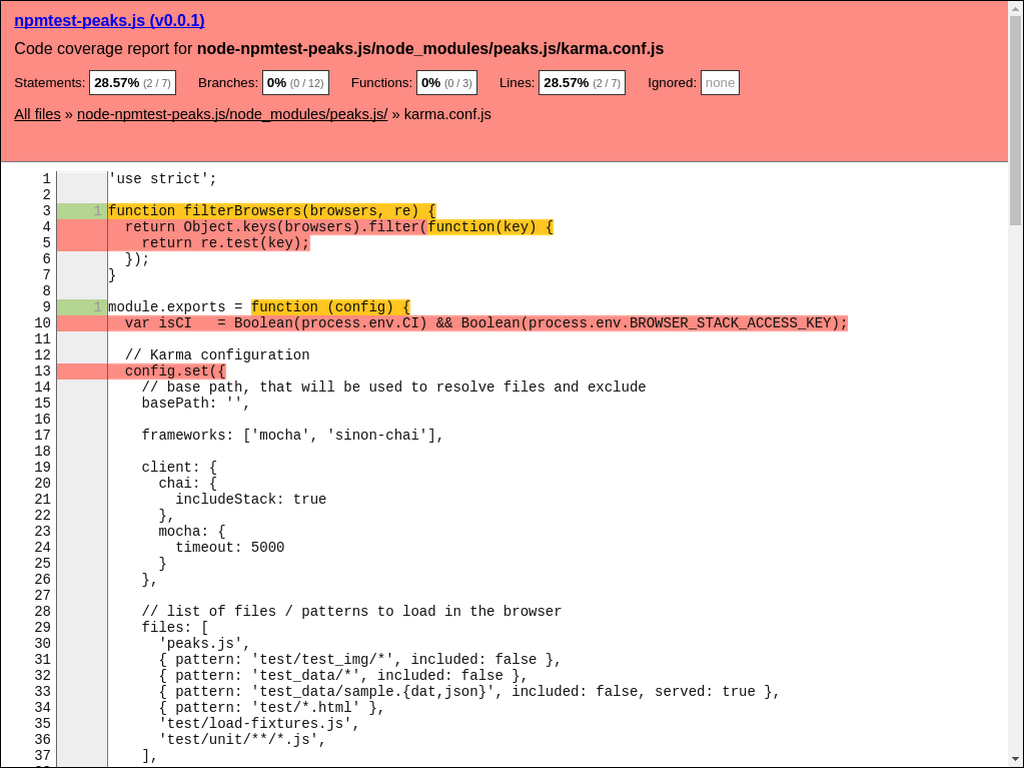 npmtest-peaks.js (v0.0.1)
Code coverage report for node-npmtest-peaks.js/node_modules/peaks.js/karma.conf.js
Statements: 28.57% (2 / 7) Branches: 0% (0 / 12) Functions: 0% (0 / 3) Lines: 28.57% (2 / 7) Ignored: none
All files » node-npmtest-peaks.js/node_modules/peaks.js/ » karma.conf.js
1 'use strict';
2
3 1 function filterBrowsers(browsers, re) {
4   return Object.keys(browsers).filter(function(key) {
5     return re.test(key);
6   });
7 }
8
9 1 module.exports = function (config) {
10   var isCI   = Boolean(process.env.CI) && Boolean(process.env.BROWSER_STACK_ACCESS_KEY);
11
12   // Karma configuration
13   config.set({
14     // base path, that will be used to resolve files and exclude
15     basePath: '',
16
17     frameworks: ['mocha', 'sinon-chai'],
18
19     client: {
20       chai: {
21         includeStack: true
22       },
23       mocha: {
24         timeout: 5000
25       }
26     },
27
28     // list of files / patterns to load in the browser
29     files: [
30       'peaks.js',
31       { pattern: 'test/test_img/*', included: false },
32       { pattern: 'test_data/*', included: false },
33       { pattern: 'test_data/sample.{dat,json}', included: false, served: true },
34       { pattern: 'test/*.html' },
35       'test/load-fixtures.js',
36       'test/unit/**/*.js',
37     ],